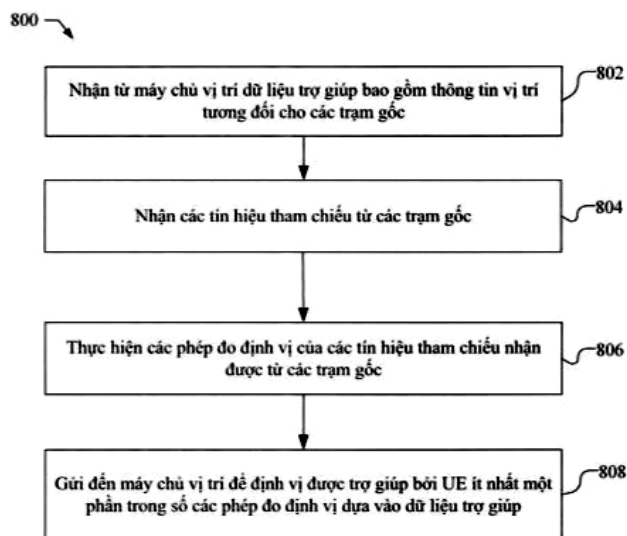 800
Nhận từ máy chủ vị trí dữ liệu trợ giúp bao gồm thông tin vị trí
tương đối cho các trạm gốc
802
Nhận các tín hiệu tham chiếu từ các trạm gốc
804
Thực hiện các phép đo định vị của các tín hiệu tham chiếu nhận
được từ các trạm gốc
806
Gửi đến máy chủ vị trí để định vị được trợ giúp bởi UE ít nhất một
phần trong số các phép đo định vị dựa vào dữ liệu trợ giúp
808